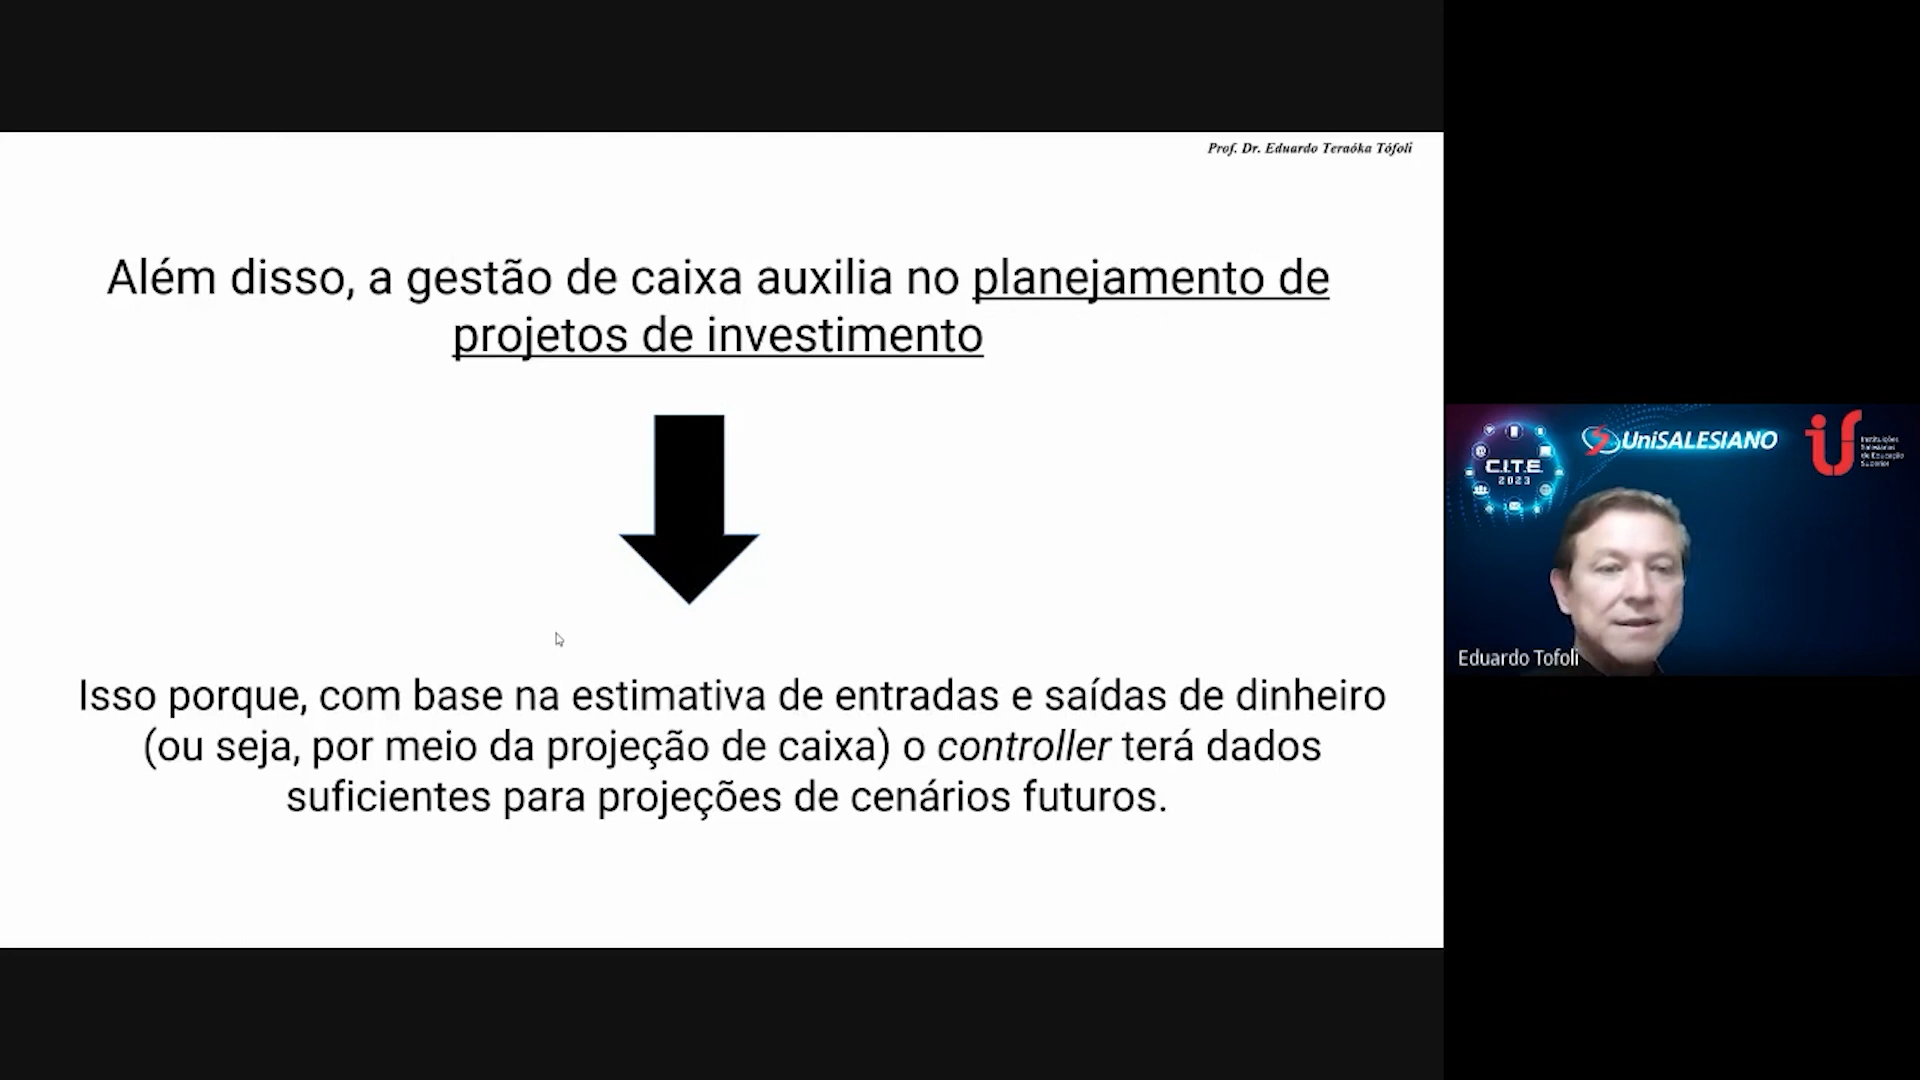 Prof. Dr. Eduardo Teraóka Tófoli
Além disso, a gestão de caixa auxilia no planejamento de
projetos de investimento
Isso porque, com base na estimativa de entradas e saídas de dinheiro
(ou seja, por meio da projeção de caixa) o controller terá dados
suficientes para projeções de cenários futuros.
C.I.T.E.
2023
UniSALESIANO
Instituições
Salesianas
de Educação
Superior
Eduardo Tofoli